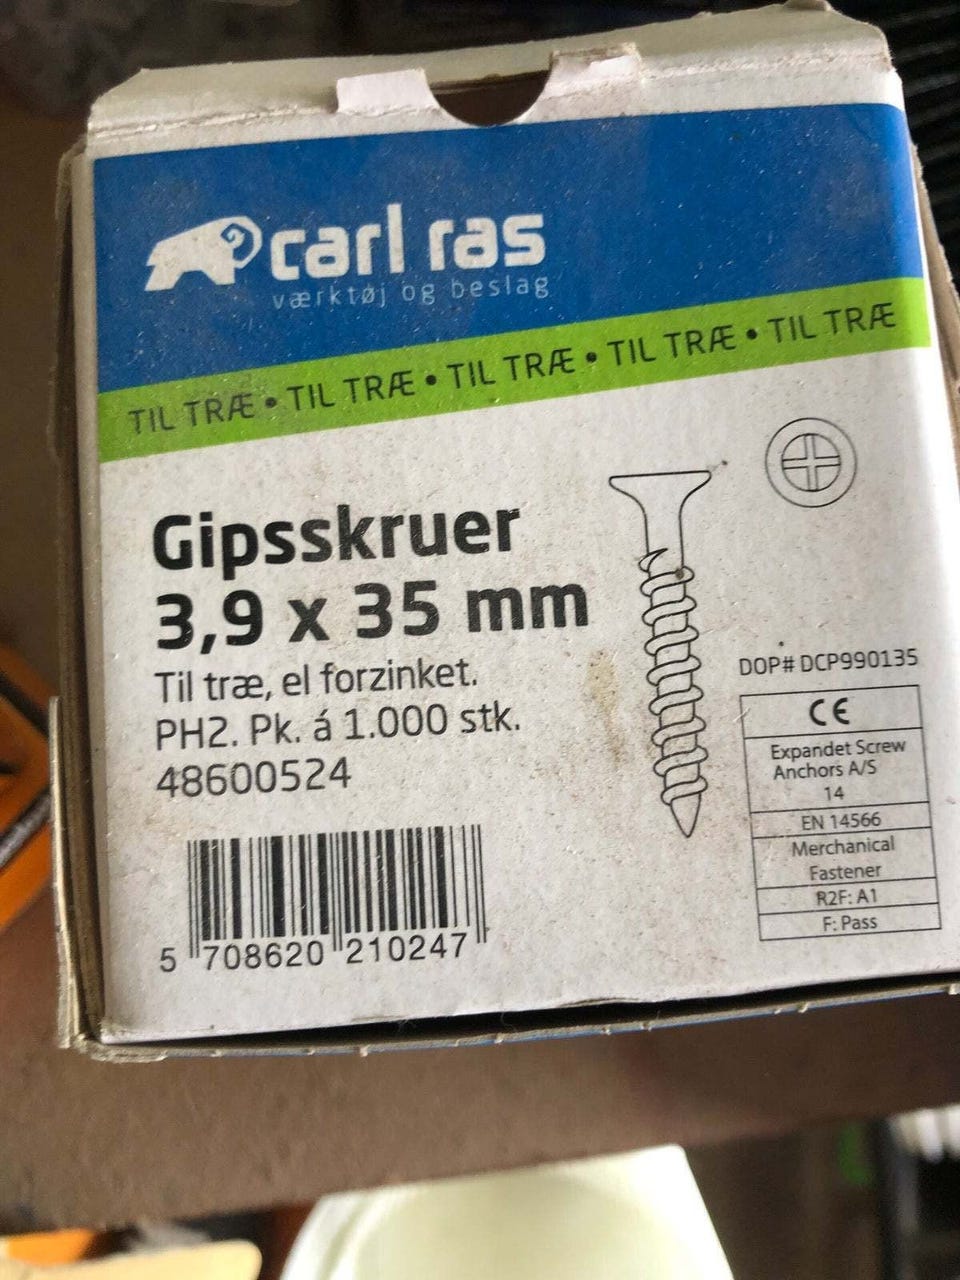 carl ras
værktøj og beslag
TIL TRÆ • TIL TRÆ • TIL TRÆ • TIL TRÆ • TIL TRÆ
Gipsskruer
3,9 x 35 mm
Til træ, el forzinket.
PH2. Pk. á 1.000 stk.
48600524
5 708620 210247
DOP# DCP990135
CE
Expandet Screw
Anchors A/S
14
EN 14566
Merchanical
Fastener
R2F: A1
F: Pass